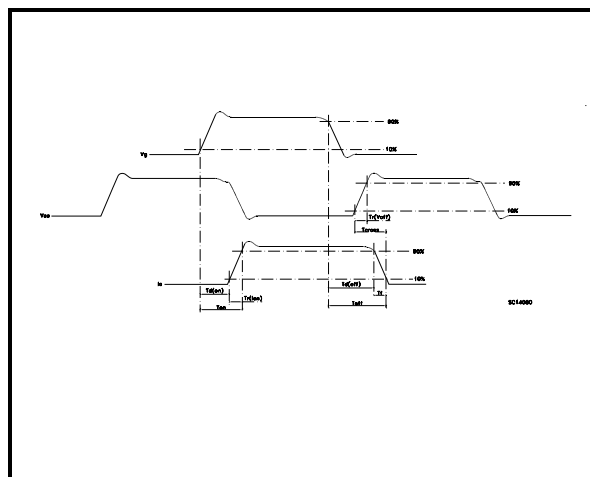 90%
Vg
10%
90%
Vce
10%
Tr(Voff)
Tcross
90%
Ic
10%
Td(on)
Td(off)
Tf
Tr(Ion)
Ton
Toff
SC14080